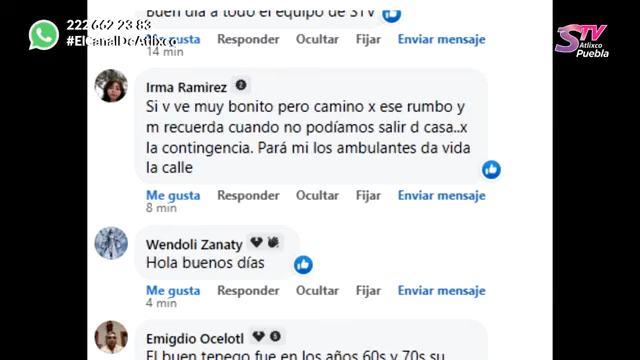 222 662 23 83
#ElCanalDeAtlixco
STV
Atlixco
Puebla
Buen día a todo el equipo de STV
Me gusta Responder Ocultar Fijar Enviar mensaje
14 min
Irma Ramirez
Si v ve muy bonito pero camino x ese rumbo y
m recuerda cuando no podíamos salir d casa..x
la contingencia. Pará mi los ambulantes da vida
la calle
Me gusta Responder Ocultar Fijar Enviar mensaje
8 min
Wendoli Zanaty
Hola buenos días
Me gusta Responder Ocultar Fijar Enviar mensaje
4 min
Emigdio Ocelotl
El buen tepego fue en los años 60s y 70s su